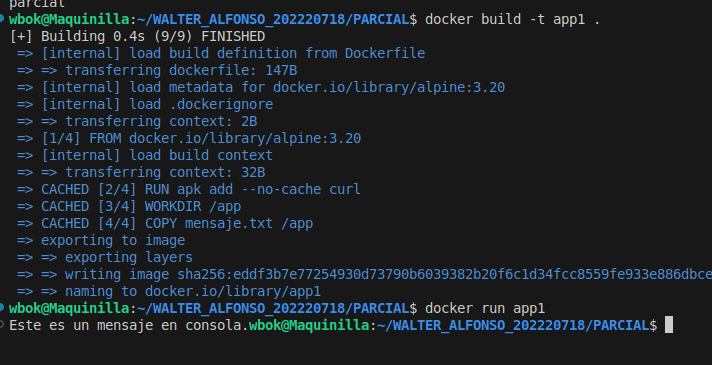 parcial
wbok@Maquinilla:~/WALTER_ALFONSO_202220718/PARCIAL$ docker build -t app1 .
[+] Building 0.4s (9/9) FINISHED
=> [internal] load build definition from Dockerfile
=> => transferring dockerfile: 147B
=> [internal] load metadata for docker.io/library/alpine:3.20
=> [internal] load .dockerignore
=> => transferring context: 2B
=> [1/4] FROM docker.io/library/alpine:3.20
=> [internal] load build context
=> => transferring context: 32B
=> CACHED [2/4] RUN apk add --no-cache curl
=> CACHED [3/4] WORKDIR /app
=> CACHED [4/4] COPY mensaje.txt /app
=> exporting to image
=> => exporting layers
=> => writing image sha256:eddf3b7e77254930d73790b6039382b20f6c1d34fcc8559fe933e886dbce
=> => naming to docker.io/library/app1
wbok@Maquinilla:~/WALTER_ALFONSO_202220718/PARCIAL$ docker run app1
Este es un mensaje en consola.wbok@Maquinilla:~/WALTER_ALFONSO_202220718/PARCIAL$